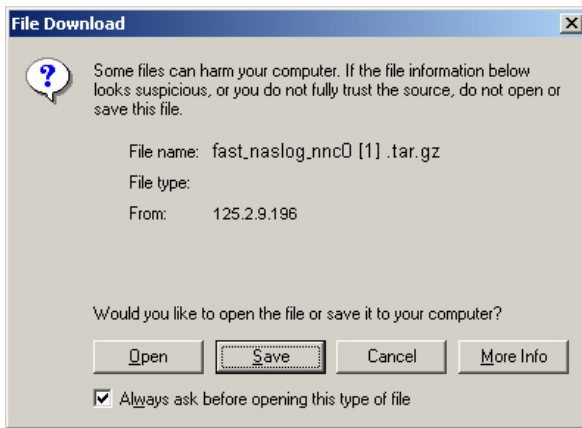 File Download
Some files can harm your computer. If the file information below
looks suspicious, or you do not fully trust the source, do not open or
save this file.
File name: fast_naslog_nnc0 [1] .tar.gz
File type:
From: 125.2.9.196
Would you like to open the file or save it to your computer?
Open Save Cancel More Info
Always ask before opening this type of file